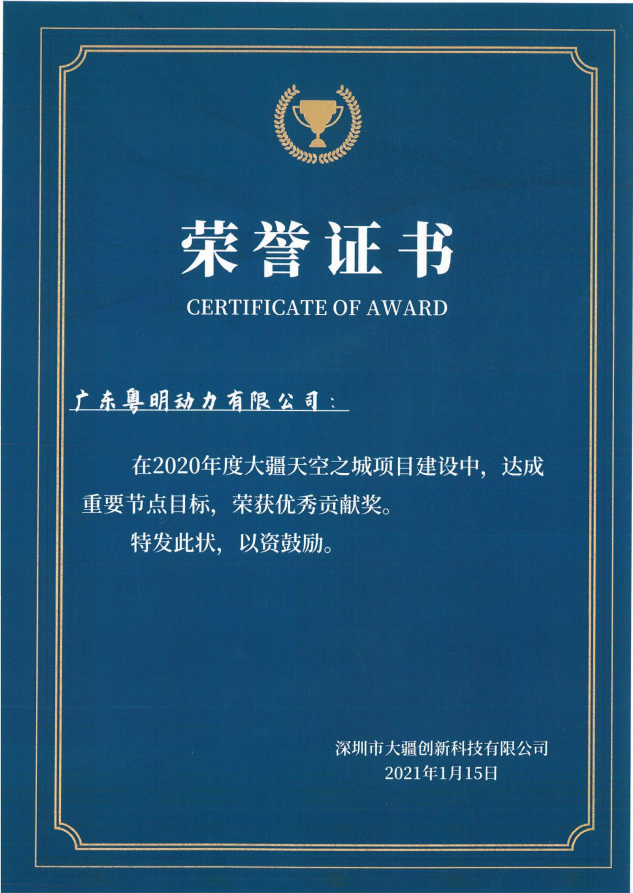 荣誉证书
CERTIFICATE OF AWARD
广东粤明动力有限公司：
在2020年度大疆天空之城项目建设中，达成
重要节点目标，荣获优秀贡献奖。
特发此状，以资鼓励。
深圳市大疆创新科技有限公司
2021年1月15日